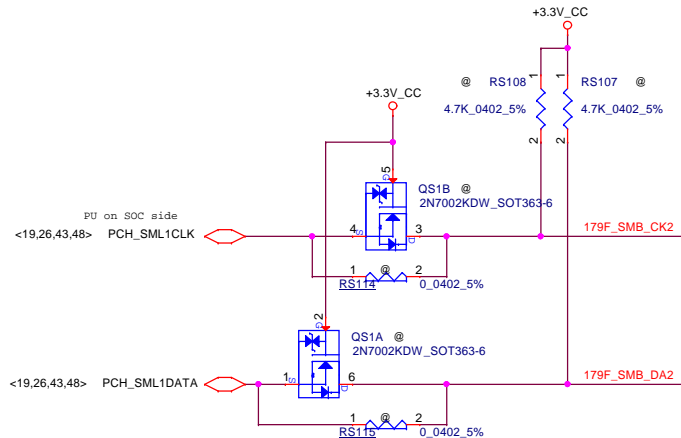 +3.3V_CC
@ RS108 RS107 @
4.7K_0402_5% 4.7K_0402_5%
1 1
2 2
+3.3V_CC
5
G
QS1B @
2N7002KDW_SOT363-6
PU on SOC side
<19,26,43,48> PCH_SML1CLK
4 S D 3
179F_SMB_CK2
1 @ 2
RS114 0_0402_5%
2
G
QS1A @
2N7002KDW_SOT363-6
<19,26,43,48> PCH_SML1DATA
1 S D 6
179F_SMB_DA2
1 @ 2
RS115 0_0402_5%